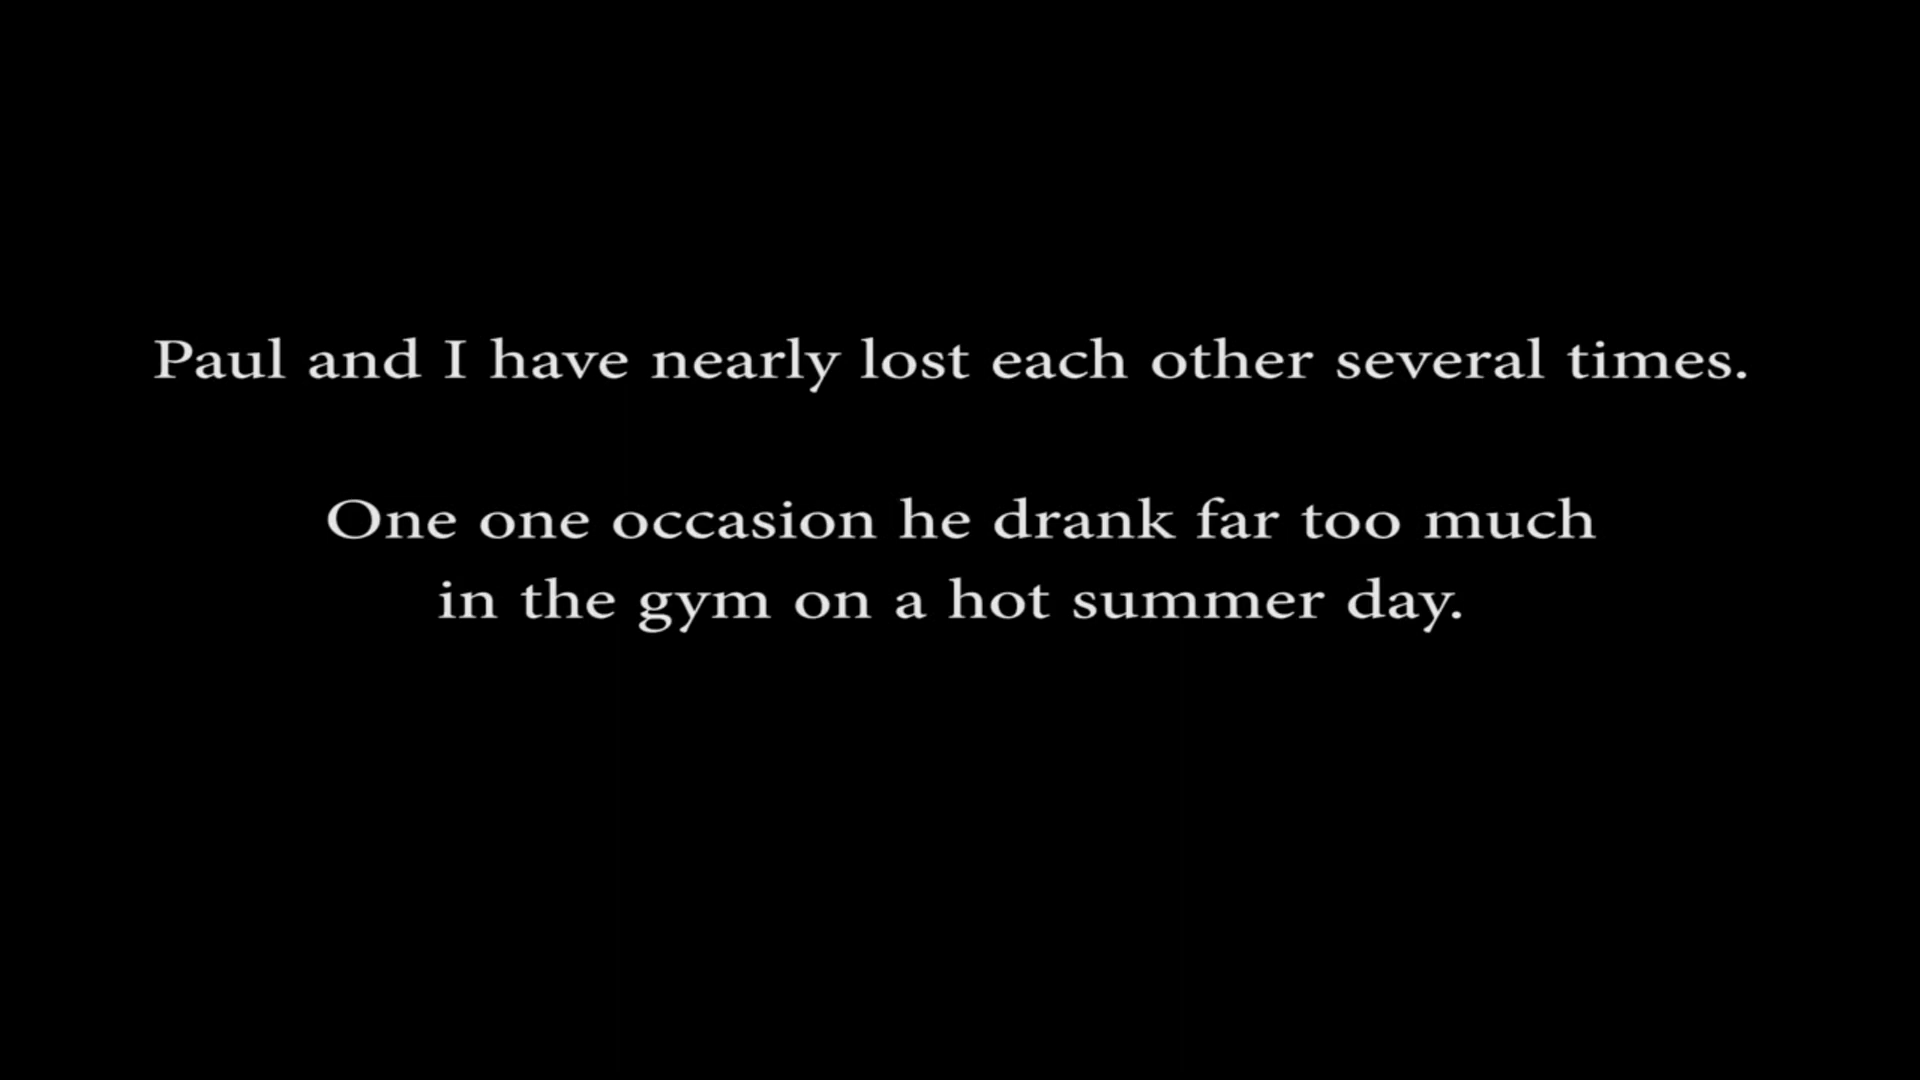 Paul and I have nearly lost each other several times.
One one occasion he drank far too much
in the gym on a hot summer day.